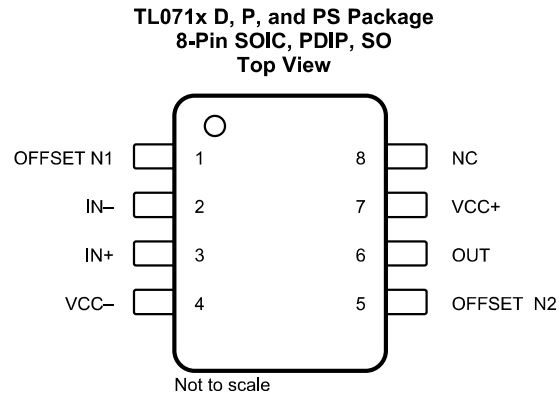 TL071x D, P, and PS Package
8-Pin SOIC, PDIP, SO
Top View
OFFSET N1 1 8 NC
IN– 2 7 VCC+
IN+ 3 6 OUT
VCC– 4 5 OFFSET N2
Not to scale